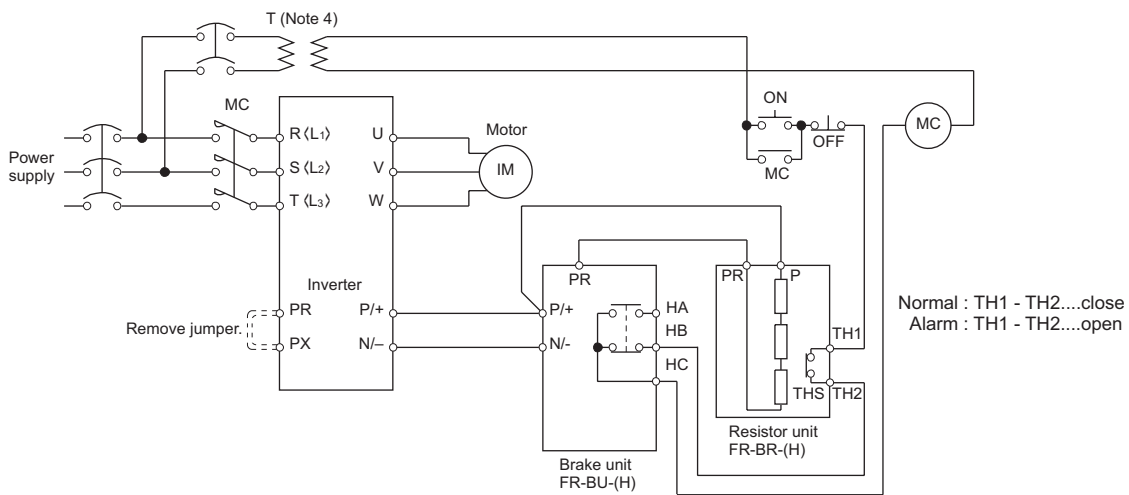 T (Note 4)
MC
ON
OFF
MC
MC
Power
supply
R〈L1〉
S〈L2〉
T〈L3〉
U
V
W
Motor
IM
Inverter
PR
PX
Remove jumper.
P/+
N/–
PR
P/+
N/-
HA
HB
HC
Brake unit
FR-BU-(H)
PR
P
TH1
THS
TH2
Resistor unit
FR-BR-(H)
Normal : TH1 - TH2....close
Alarm : TH1 - TH2....open